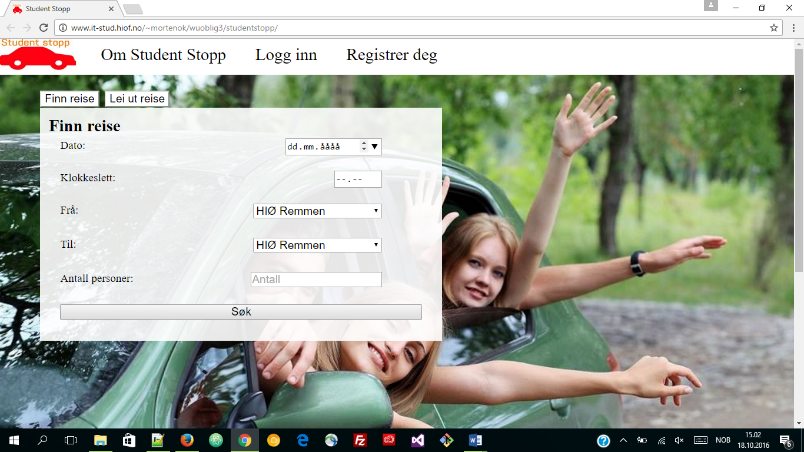 Student Stopp
www.it-stud.hiof.no/~mortenok/wuoblig3/studentstopp/
Student stopp
Om Student Stopp Logg inn Registrer deg
Finn reise Lei ut reise
Finn reise
Dato: dd.mm.åååå
Klokkeslett: --.--
Frå: HIØ Remmen
Til: HIØ Remmen
Antall personer: Antall
Søk
NOB
15.02
18.10.2016